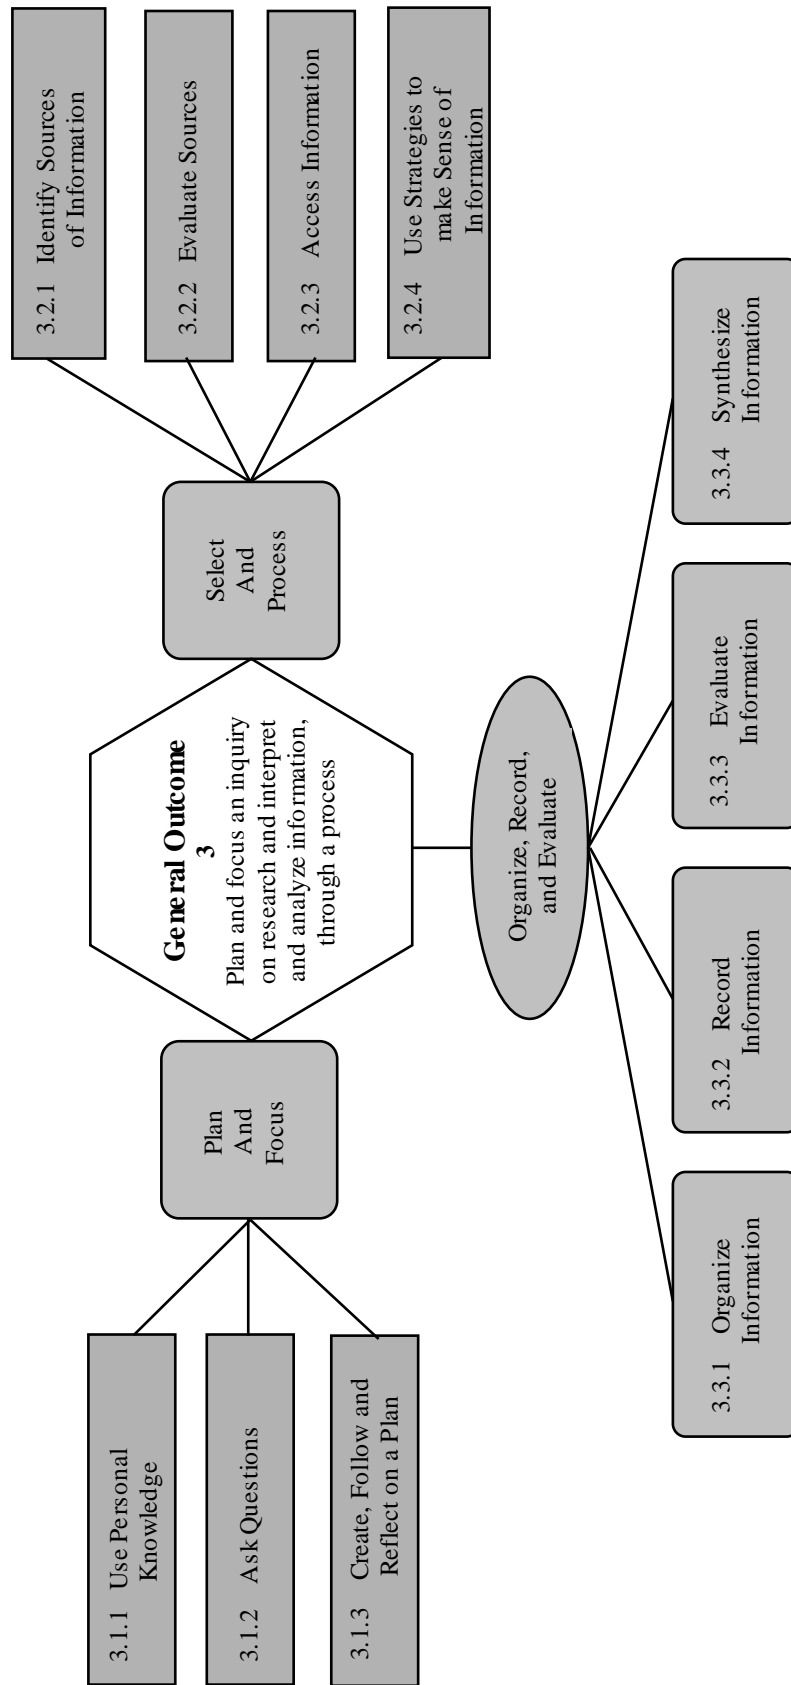 General Outcome
3
Plan and focus an inquiry
on research and interpret
and analyze information,
through a process
Plan
And
Focus
3.1.1 Use Personal
Knowledge
3.1.2 Ask Questions
3.1.3 Create, Follow and
Reflect on a Plan
Select
And
Process
3.2.1 Identify Sources
of Information
3.2.2 Evaluate Sources
3.2.3 Access Information
3.2.4 Use Strategies to
make Sense of
Information
Organize, Record,
and Evaluate
3.3.1 Organize
Information
3.3.2 Record
Information
3.3.3 Evaluate
Information
3.3.4 Synthesize
Information